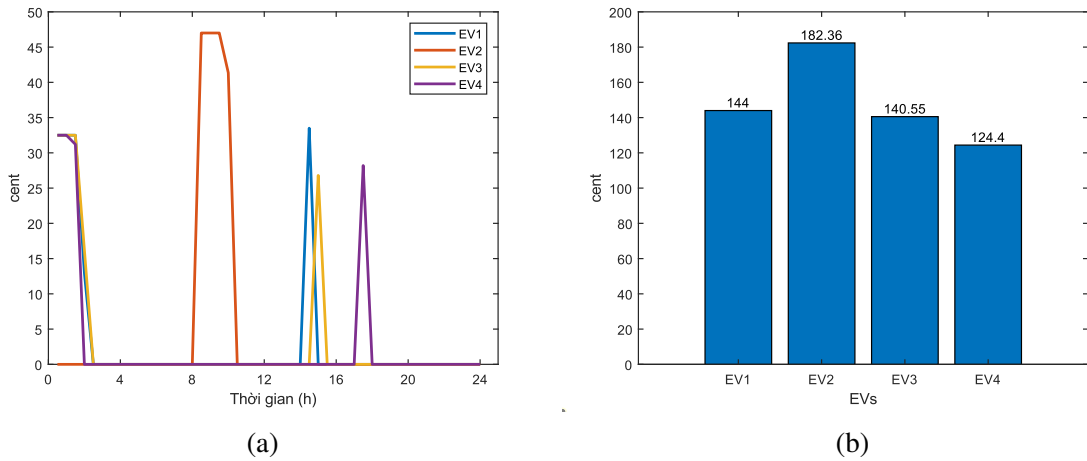 50
45
40
35
30
25
20
15
10
5
0
cent
EV1
EV2
EV3
EV4
0 4 8 12 16 20 24
Thời gian (h)
(a)
200
180
160
140
120
100
80
60
40
20
0
cent
144
182.36
140.55
124.4
EV1 EV2 EV3 EV4
EVs
(b)